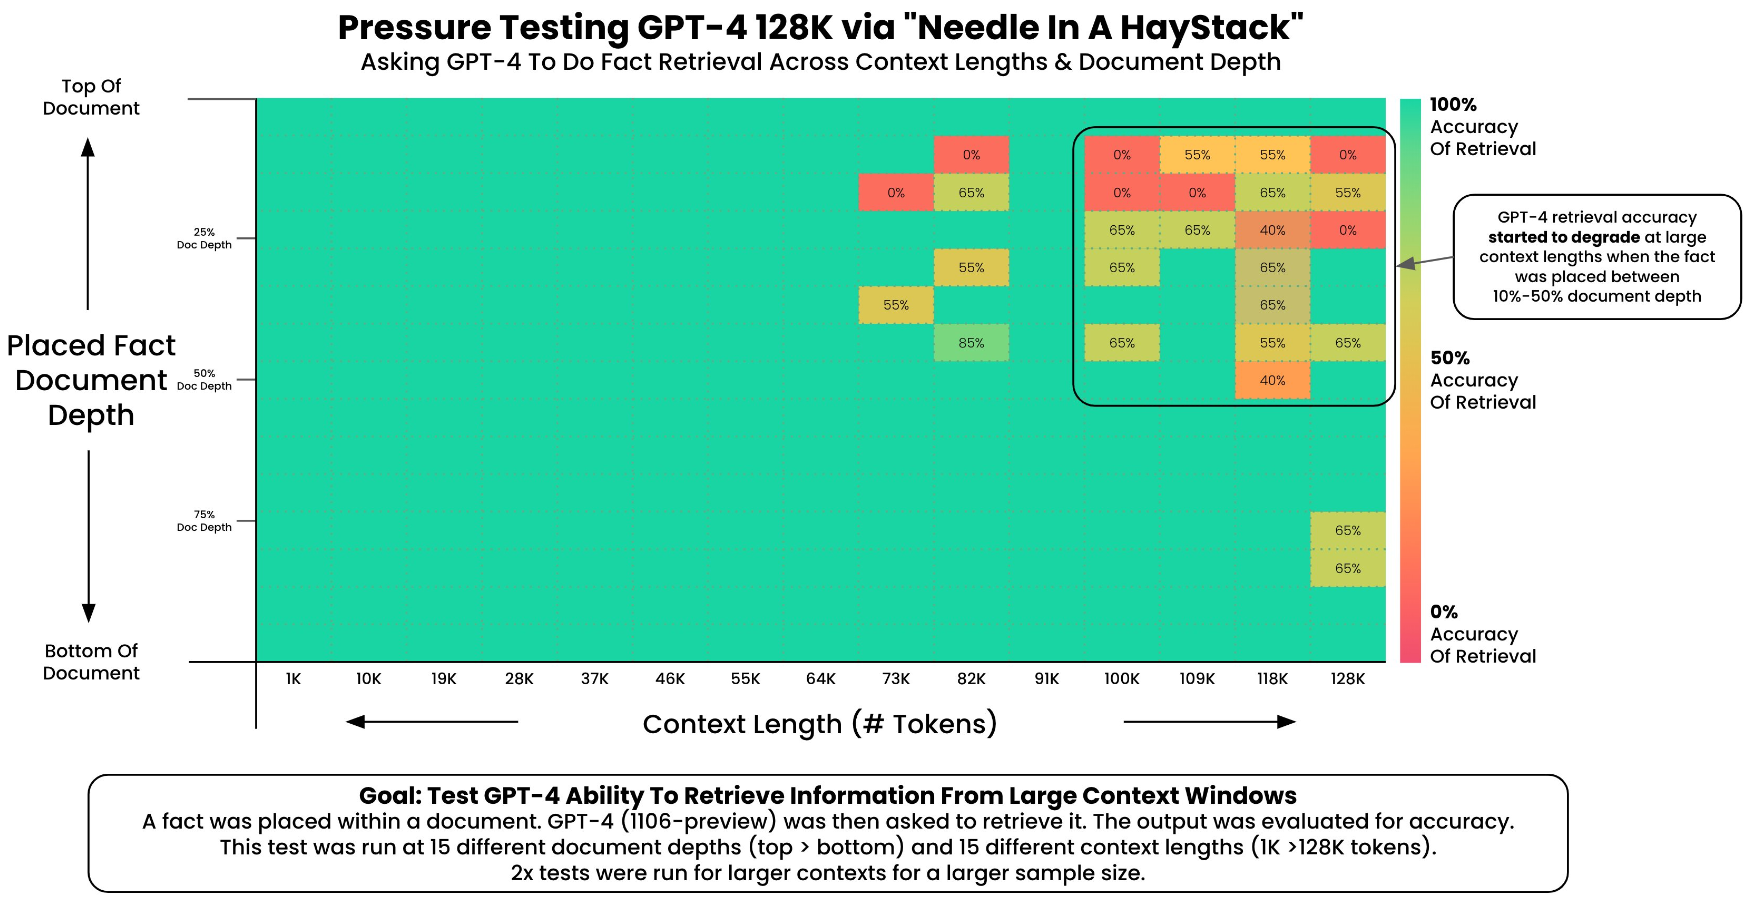 Pressure Testing GPT-4 128K via "Needle In A HayStack"
Asking GPT-4 To Do Fact Retrieval Across Context Lengths & Document Depth
Top Of
Document
Placed Fact
Document
Depth
Bottom Of
Document
25%
Doc Depth
50%
Doc Depth
75%
Doc Depth
0% 0% 55% 55% 0%
0% 65% 0% 0% 65% 55%
65% 65% 40% 0%
55% 65% 65%
55% 65%
85% 65% 55% 65%
40%
65%
65%
1K 10K 19K 28K 37K 46K 55K 64K 73K 82K 91K 100K 109K 118K 128K
Context Length (# Tokens)
100%
Accuracy
Of Retrieval
50%
Accuracy
Of Retrieval
0%
Accuracy
Of Retrieval
GPT-4 retrieval accuracy
started to degrade at large
context lengths when the fact
was placed between
10%-50% document depth
Goal: Test GPT-4 Ability To Retrieve Information From Large Context Windows
A fact was placed within a document. GPT-4 (1106-preview) was then asked to retrieve it. The output was evaluated for accuracy.
This test was run at 15 different document depths (top > bottom) and 15 different context lengths (1K >128K tokens).
2x tests were run for larger contexts for a larger sample size.